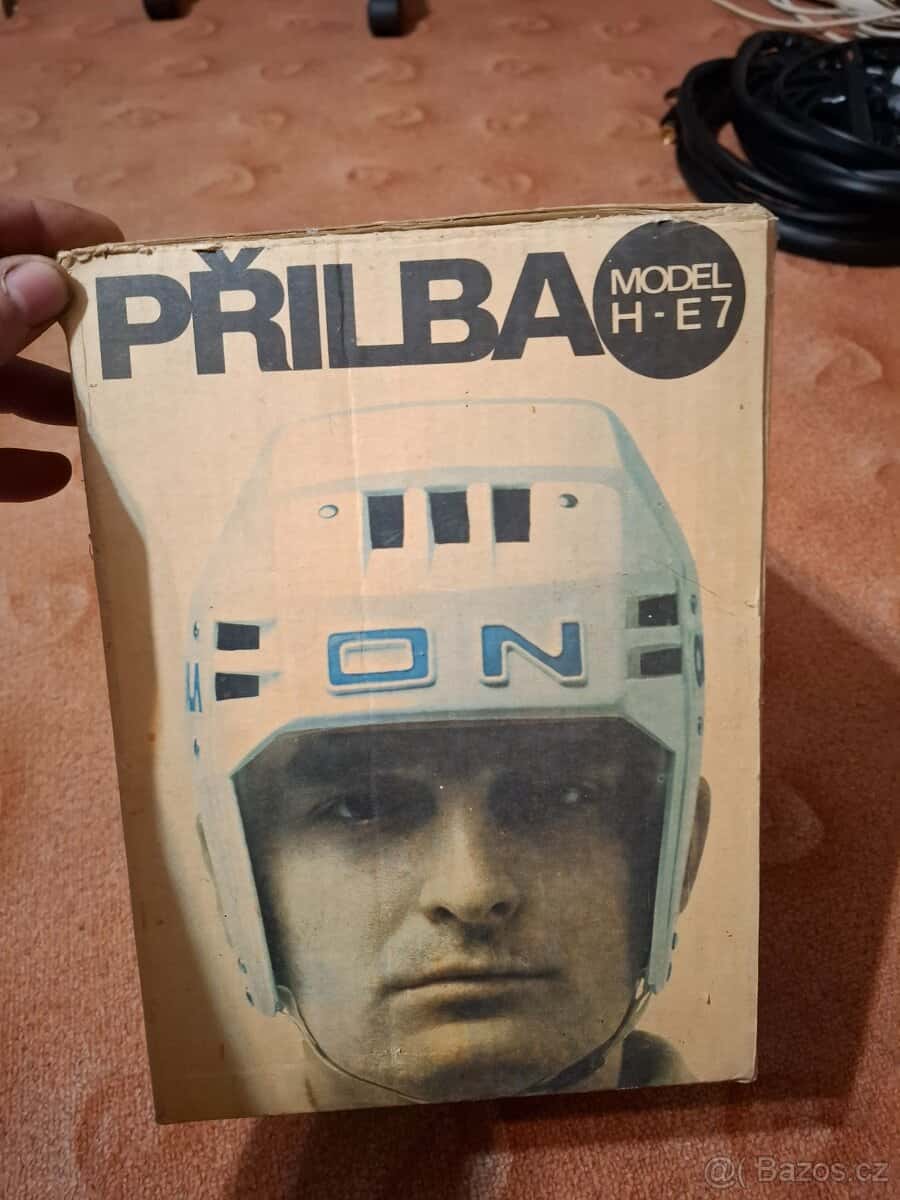 PŘILBA
MODEL
H-E7
ON
@( Bazos.cz